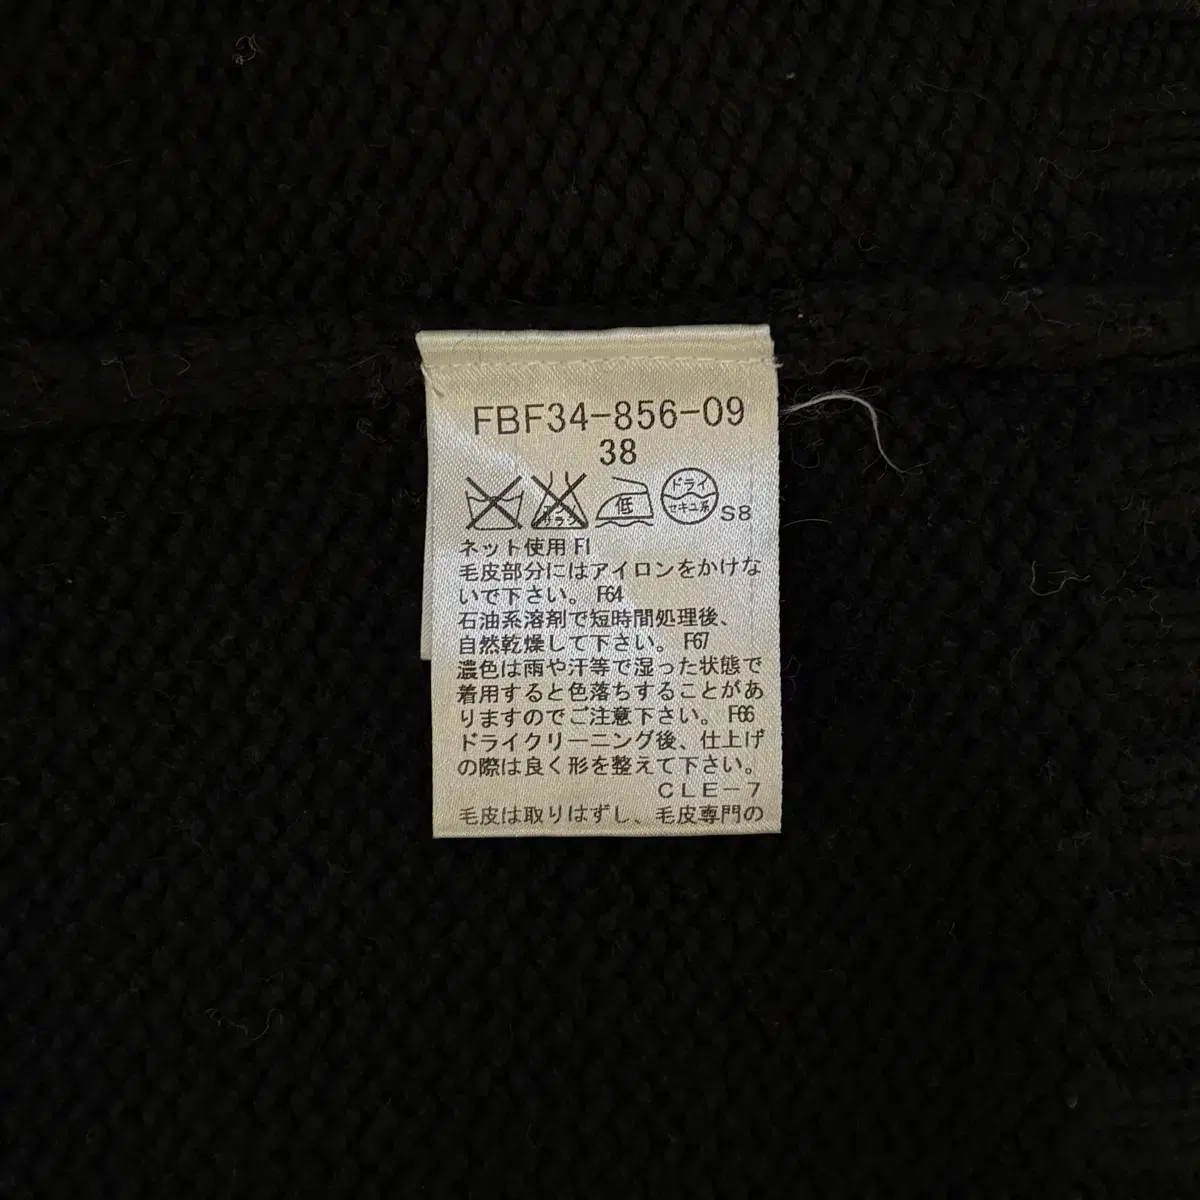 FBF34-856-09
38
エンソサラシ 低 ドライ セキユ系 S8
ネット使用 F1
毛皮部分にはアイロンをかけな
いで下さい。 F64
石油系溶剤で短時間処理後、
自然乾燥して下さい。 F67
濃色は雨や汗等で湿った状態で
着用すると色落ちすることがあ
りますのでご注意下さい。 F66
ドライクリーニング後、仕上げ
の際は良く形を整えて下さい。
CLE-7
毛皮は取りはずし、毛皮専門の